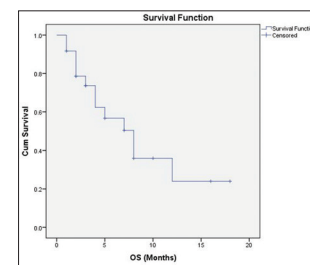 Survival Function
Survival Functi
Censored
1.0
0.8
0.6
0.4
0.2
0.0
Cum Survival
0
5
10
15
20
OS (Months)